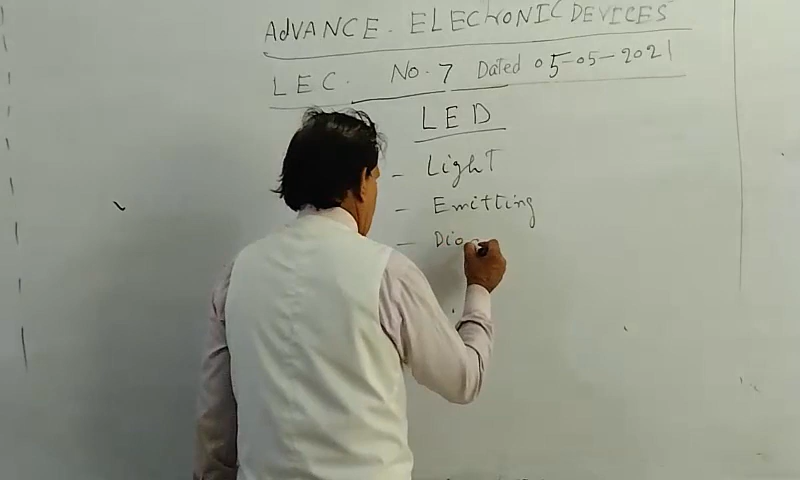 AdVANCE. ELECtrONIC DEVICES
LEC. No. 7 Dated 05-05-2021
LED
- LighT
- Emitting
- Dio